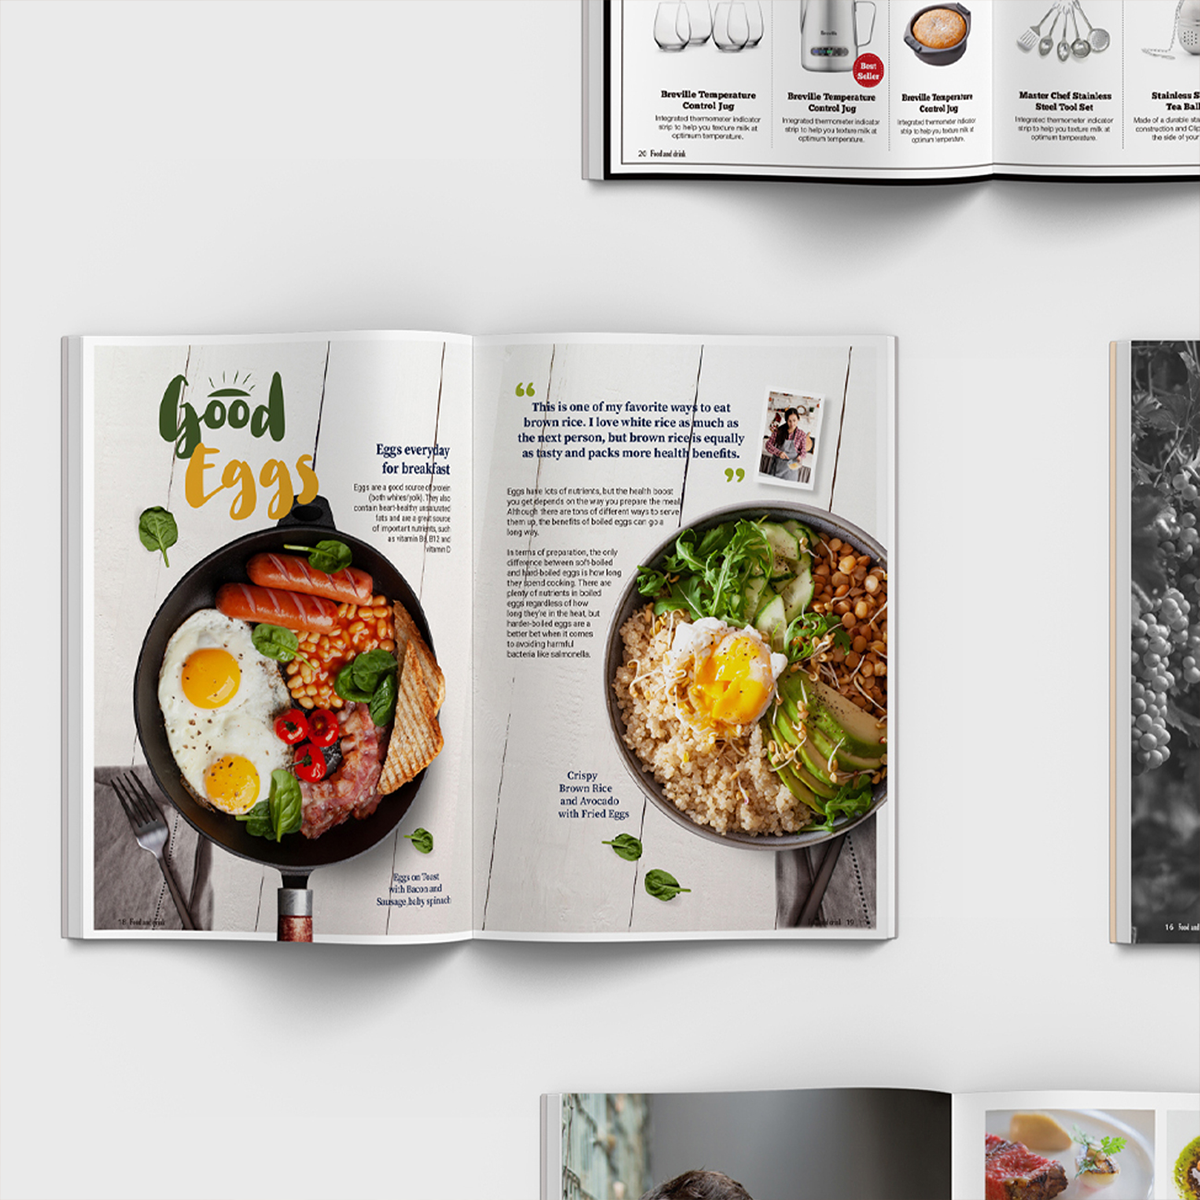 Breville
Best
Seller
Breville Temperature
Control Jug
Integrated thermometer indicator
strip to help you texture milk at
optimum temperature.
Breville Temperature
Control Jug
Integrated thermometer indicator
strip to help you texture milk at
optimum temperature.
Breville Temperature
Control Jug
Integrated thermometer indicator
strip to help you texture milk at
optimum temperature.
Master Chef Stainless
Steel Tool Set
Integrated thermometer indicator
strip to help you texture milk at
optimum temperature.
Stainless S
Tea Ball
Made of a durable sta
construction and Clip
the side of your
20 Food and drink
Good
Eggs
Eggs everyday
for breakfast
Eggs are a good source of protein
(both whites/yolk). They also
contain heart-healthy unsaturated
fats and are a great source
of important nutrients, such
as vitamin B6, B12 and
vitamin D
Eggs on Toast
with Bacon and
Sausage, baby spinach
18 Food and drink
“
This is one of my favorite ways to eat
brown rice. I love white rice as much as
the next person, but brown rice is equally
as tasty and packs more health benefits.
”
Eggs have lots of nutrients, but the health boost
you get depends on the way you prepare the meal.
Although there are tons of different ways to serve
them up, the benefits of boiled eggs can go a
long way.
In terms of preparation, the only
difference between soft-boiled
and hard-boiled eggs is how long
they spend cooking. There are
plenty of nutrients in boiled
eggs regardless of how
long they're in the heat, but
harder-boiled eggs are a
better bet when it comes
to avoiding harmful
bacteria like salmonella.
Crispy
Brown Rice
and Avocado
with Fried Eggs
drink 19
16 Food and